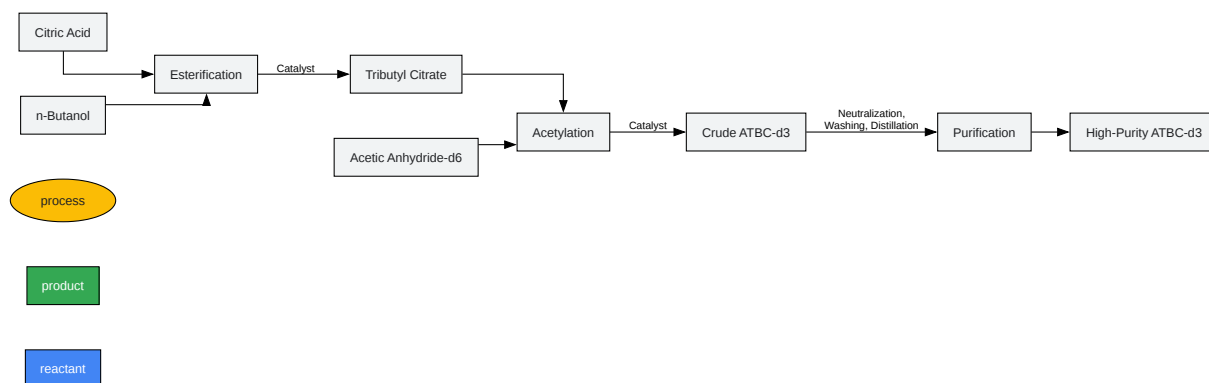 Citric Acid
Esterification
Catalyst
Tributyl Citrate
n-Butanol
Acetylation
Catalyst
Crude ATBC-d3
Neutralization,
Washing, Distillation
Purification
High-Purity ATBC-d3
Acetic Anhydride-d6
process
product
reactant